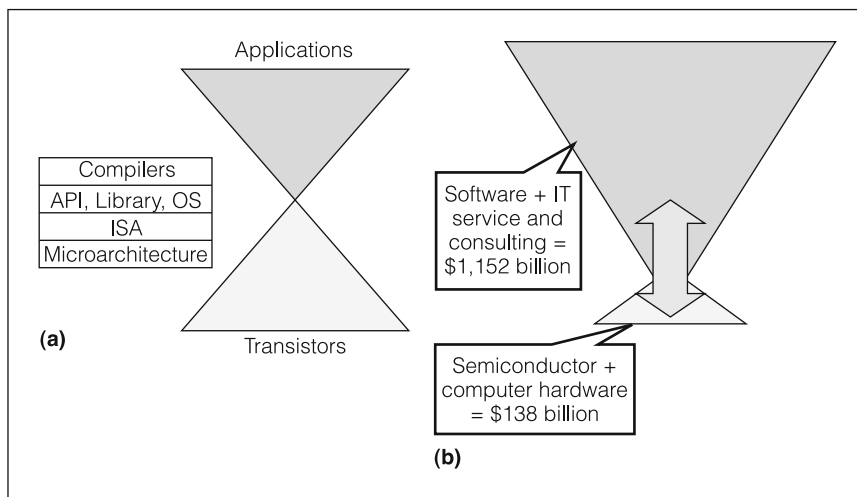 Applications
Compilers
API, Library, OS
ISA
Microarchitecture
Transistors
(a)
Software + IT
service and
consulting =
$1,152 billion
Semiconductor +
computer hardware
= $138 billion
(b)